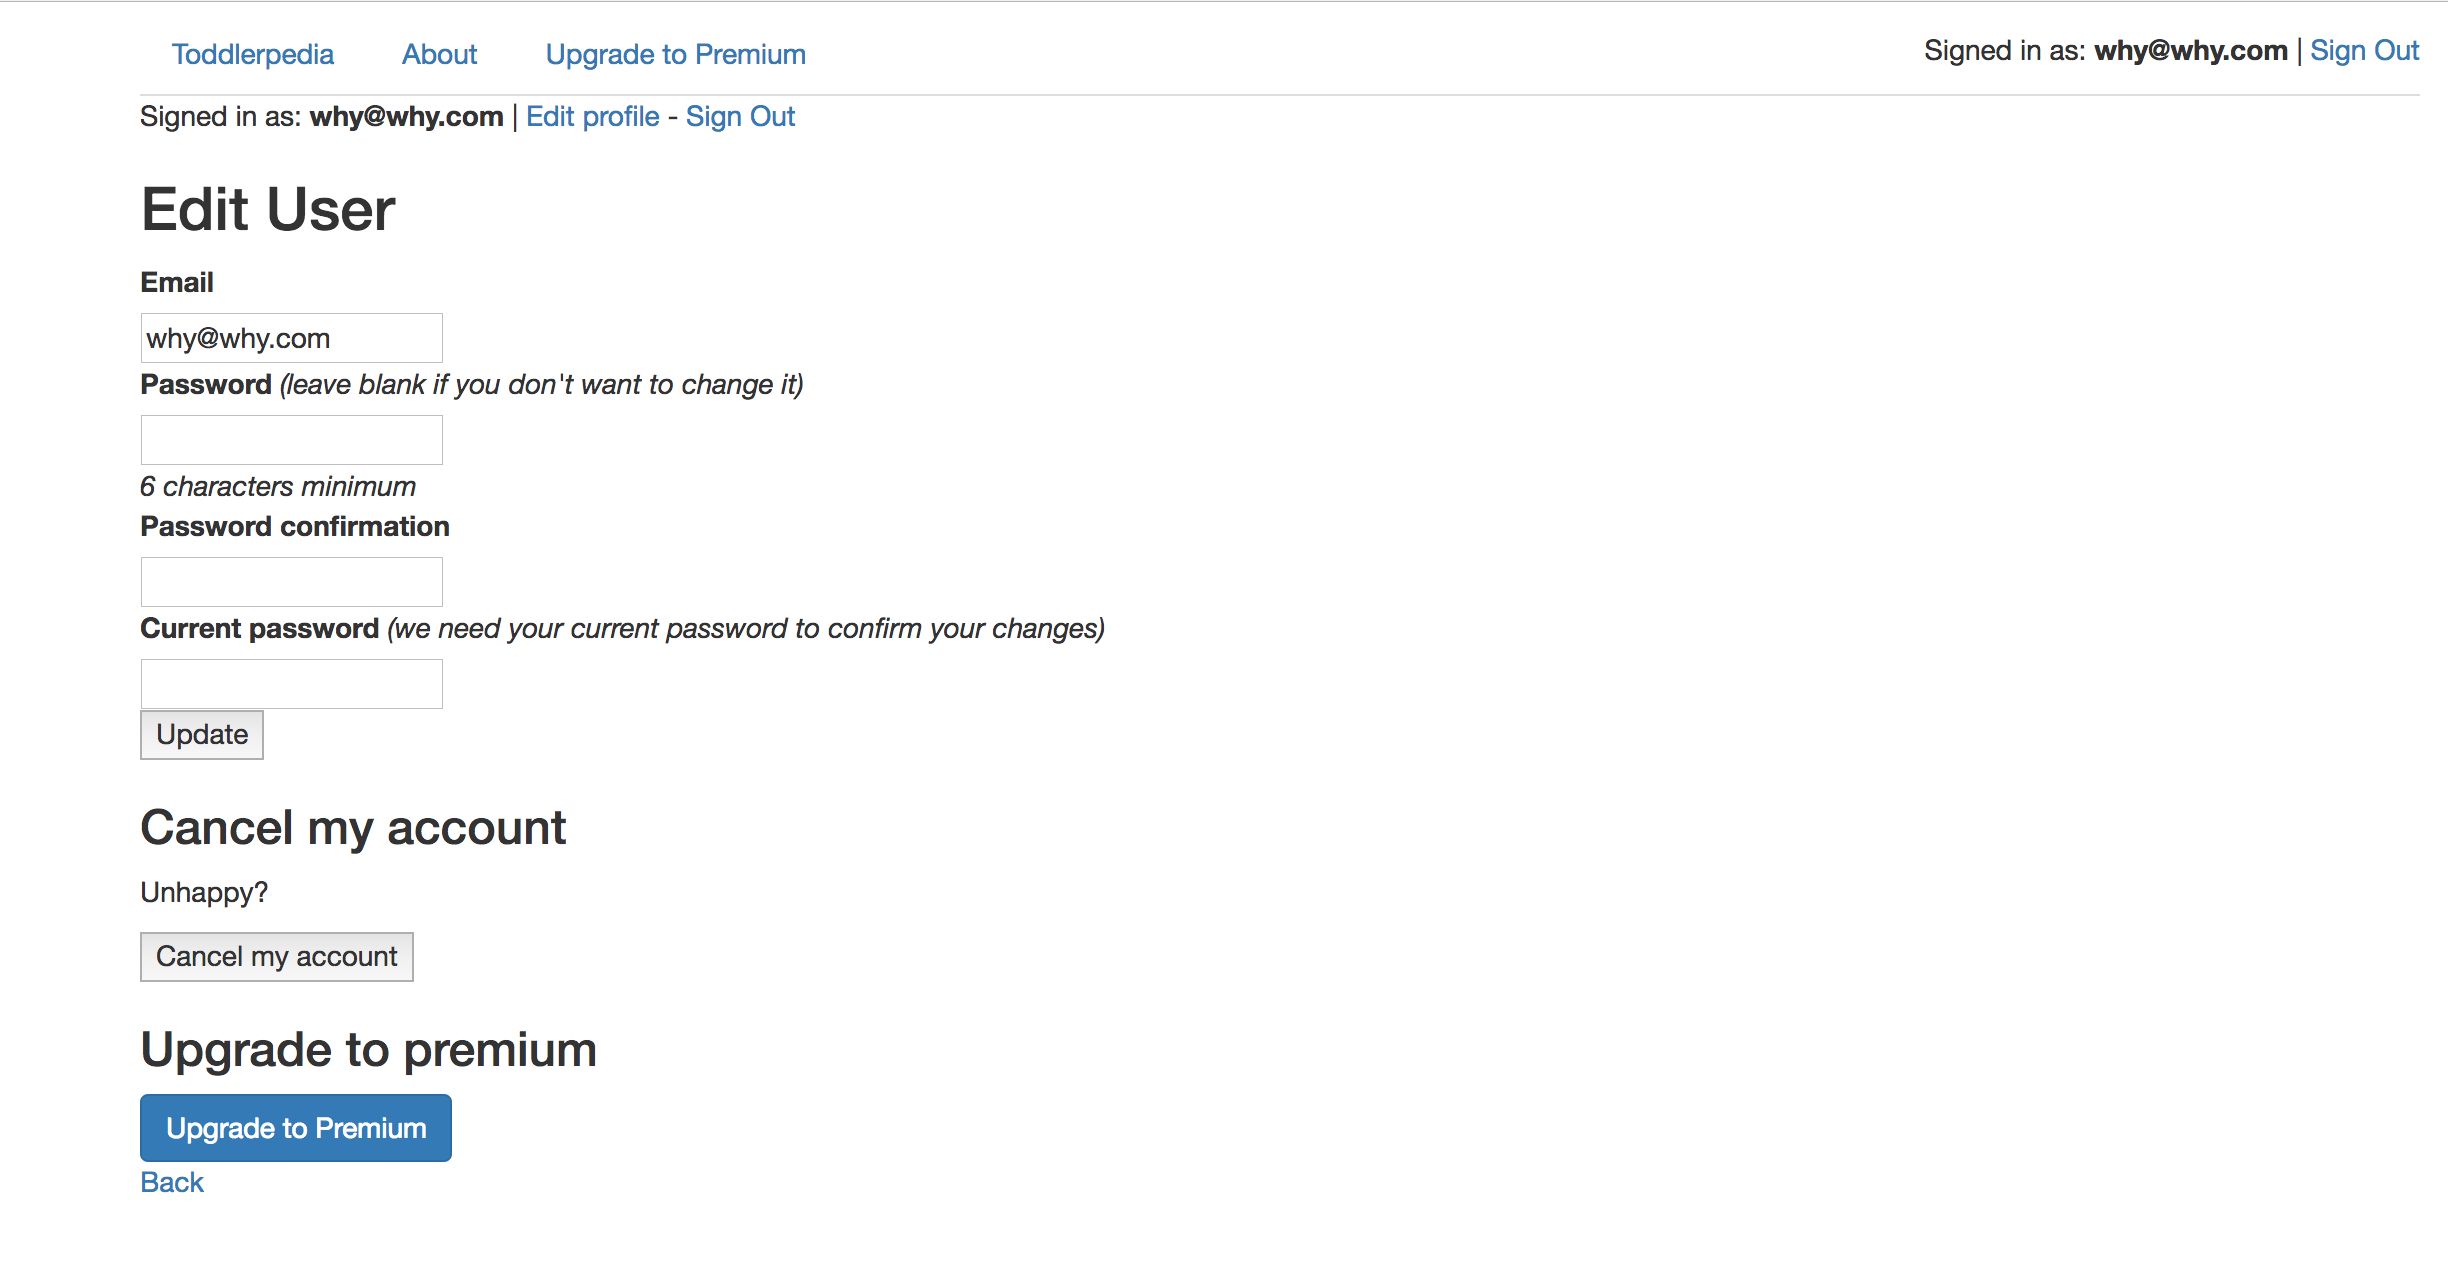 Toddlerpedia About Upgrade to Premium Signed in as: why@why.com | Sign Out
Signed in as: why@why.com | Edit profile - Sign Out
Edit User
Email
why@why.com
Password (leave blank if you don't want to change it)
6 characters minimum
Password confirmation
Current password (we need your current password to confirm your changes)
Update
Cancel my account
Unhappy?
Cancel my account
Upgrade to premium
Upgrade to Premium
Back